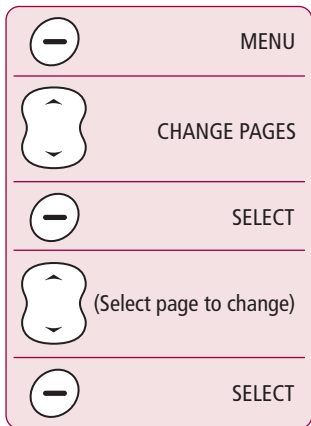 MENU
CHANGE PAGES
SELECT
(Select page to change)
SELECT